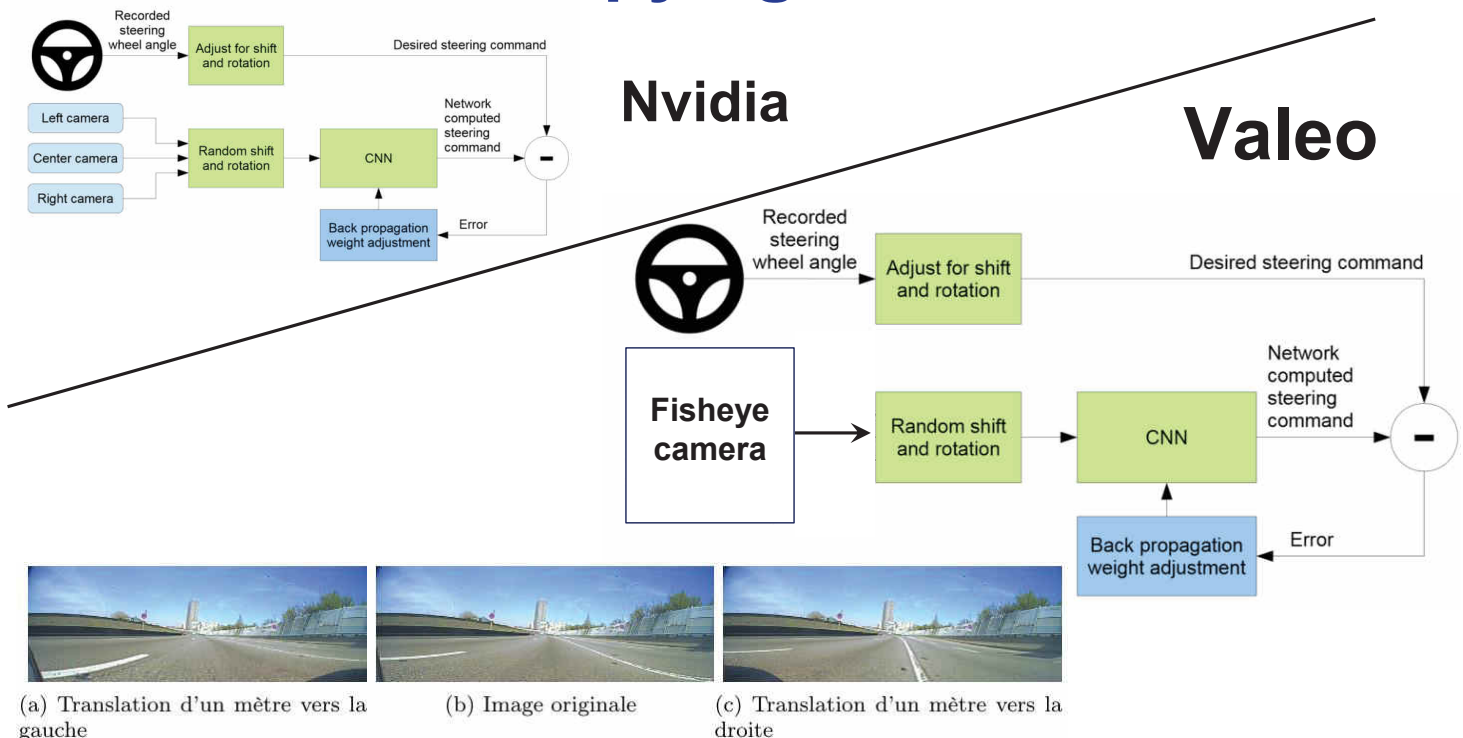 Recorded
steering
wheel angle
Adjust for shift
and rotation
Desired steering command
Left camera
Center camera
Right camera
Random shift
and rotation
CNN
Network
computed
steering
command
-
Back propagation
weight adjustment
Error
Nvidia
Valeo
Recorded
steering
wheel angle
Adjust for shift
and rotation
Desired steering command
Fisheye
camera
Random shift
and rotation
CNN
Network
computed
steering
command
-
Back propagation
weight adjustment
Error
(a) Translation d'un mètre vers la
gauche
(b) Image originale
(c) Translation d'un mètre vers la
droite